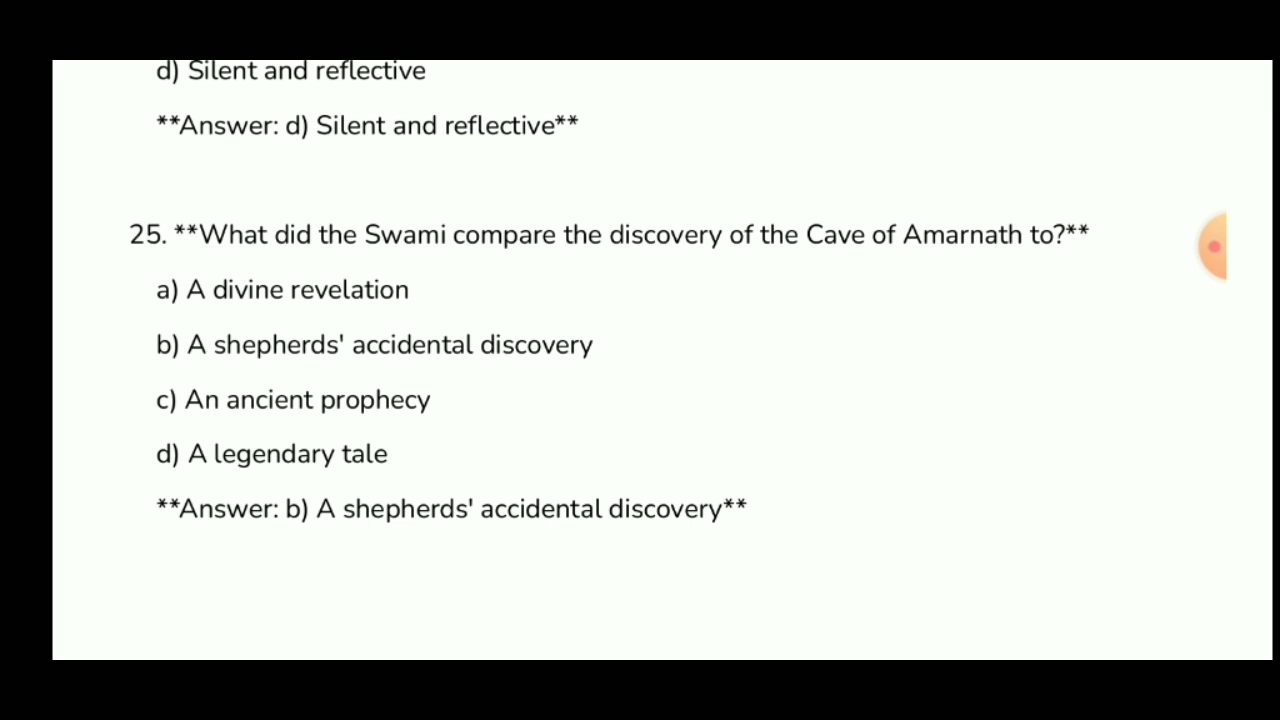 d) Silent and reflective
**Answer: d) Silent and reflective**
25. **What did the Swami compare the discovery of the Cave of Amarnath to?**
a) A divine revelation
b) A shepherds' accidental discovery
c) An ancient prophecy
d) A legendary tale
**Answer: b) A shepherds' accidental discovery**